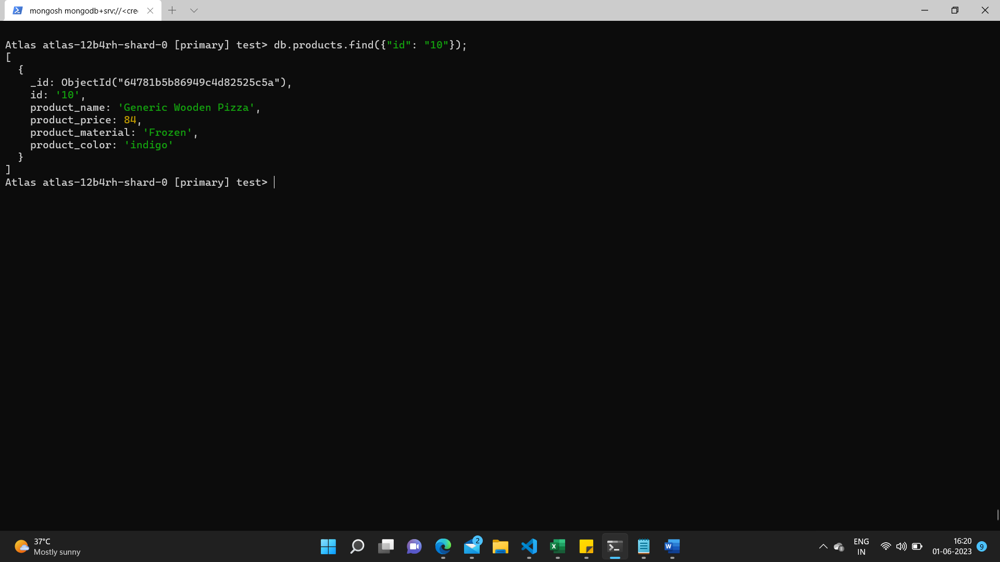 mongosh mongodb+srv://<cre
Atlas atlas-12b4rh-shard-0 [primary] test> db.products.find({"id": "10"});
[
  {
    _id: ObjectId("64781b5b86949c4d82525c5a"),
    id: '10',
    product_name: 'Generic Wooden Pizza',
    product_price: 84,
    product_material: 'Frozen',
    product_color: 'indigo'
  }
]
Atlas atlas-12b4rh-shard-0 [primary] test>
37°C
Mostly sunny
2
ENG
IN
16:20
01-06-2023
9